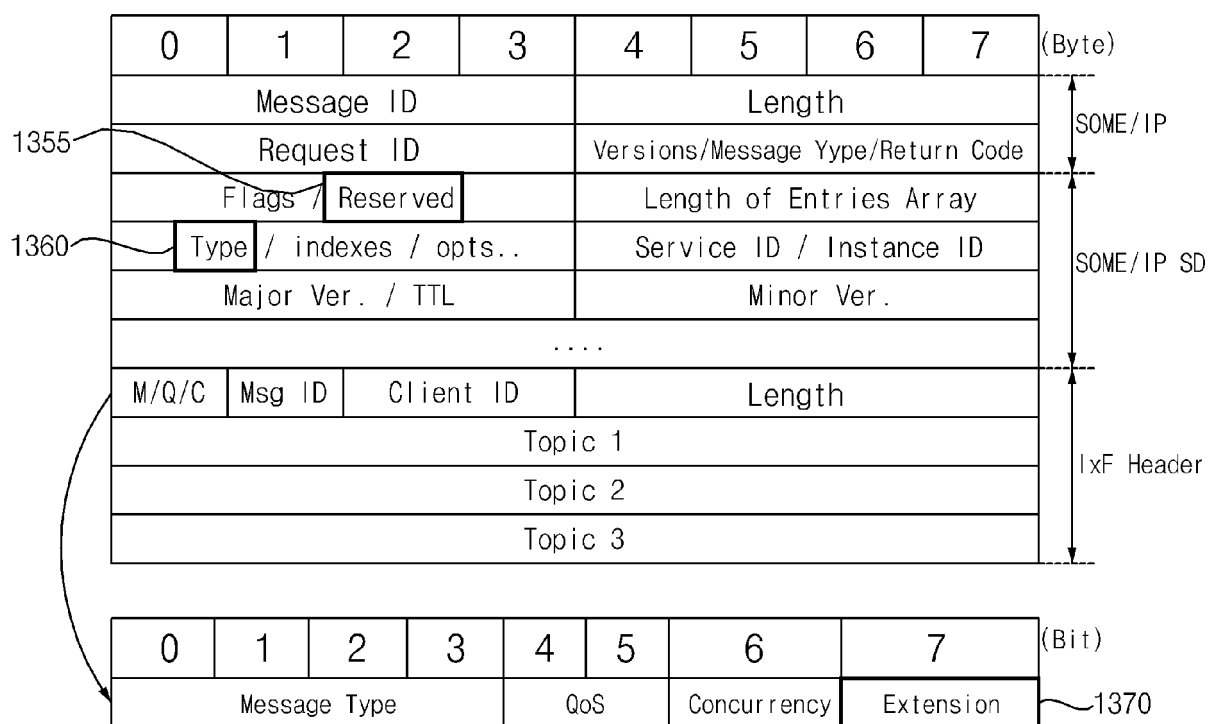 0 1 2 3 4 5 6 7 (Byte)
Message ID Length
SOME/IP
1355
Request ID Versions/Message Yype/Return Code
Flags / Reserved Length of Entries Array
1360
Type / indexes / opts.. Service ID / Instance ID
SOME/IP SD
Major Ver. / TTL Minor Ver.
....
M/Q/C Msg ID Client ID Length
Topic 1
IxF Header
Topic 2
Topic 3
0 1 2 3 4 5 6 7 (Bit)
Message Type QoS Concurrency Extension 1370